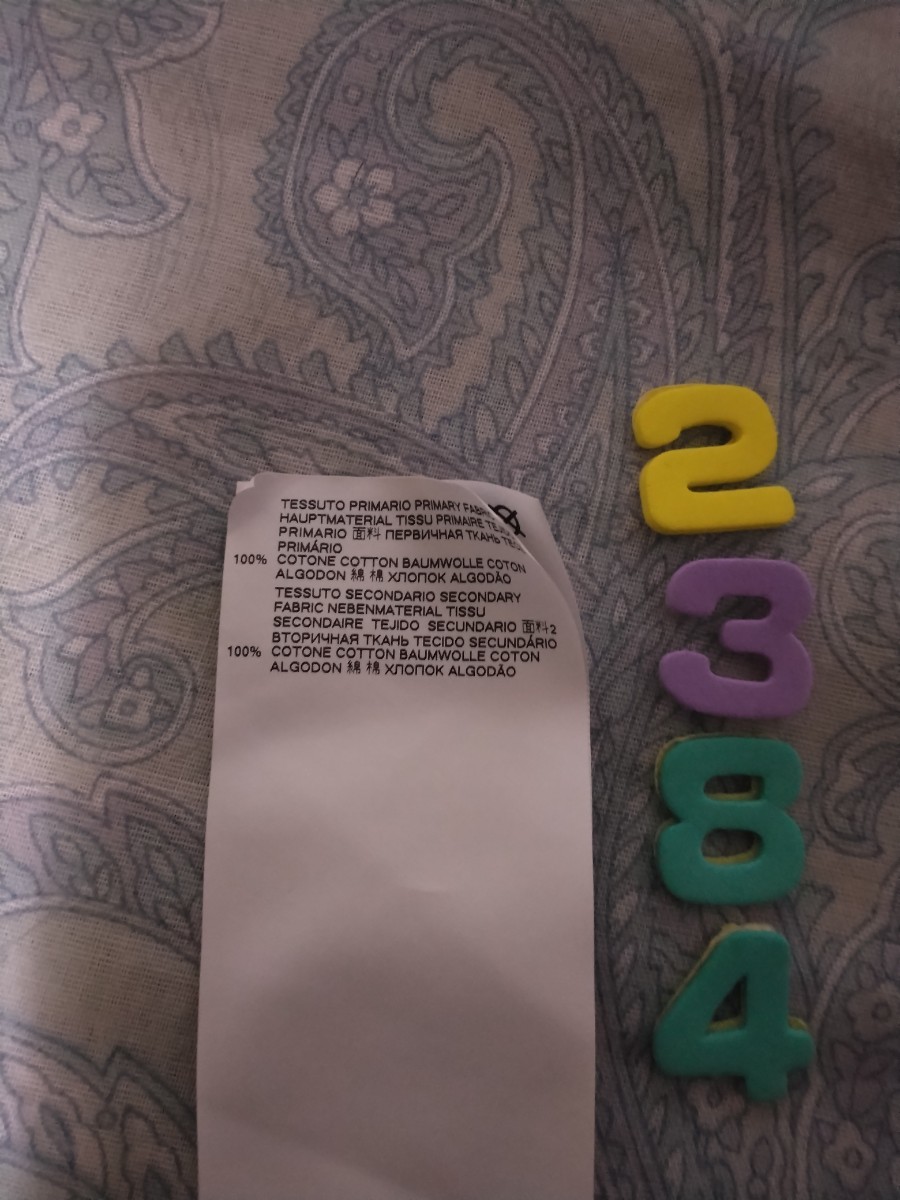 TESSUTO PRIMARIO PRIMARY
HAUPTMATERIAL TISSU PRIMAIRE
PRIMARIO 面料 ПЕРВИЧНАЯ ТКАНЬ
PRIMÁRIO
100% COTONE COTTON BAUMWOLLE COTON
ALGODON 綿 棉 ХЛОПОК ALGODÃO
TESSUTO SECONDARIO SECONDARY
FABRIC NEBENMATERIAL TISSU
SECONDAIRE TEJIDO SECUNDARIO 面料2
ВТОРИЧНАЯ ТКАНЬ TECIDO SECUNDÁRIO
100% COTONE COTTON BAUMWOLLE COTON
ALGODON 綿 棉 ХЛОПОК ALGODÃO
2
3
8
4